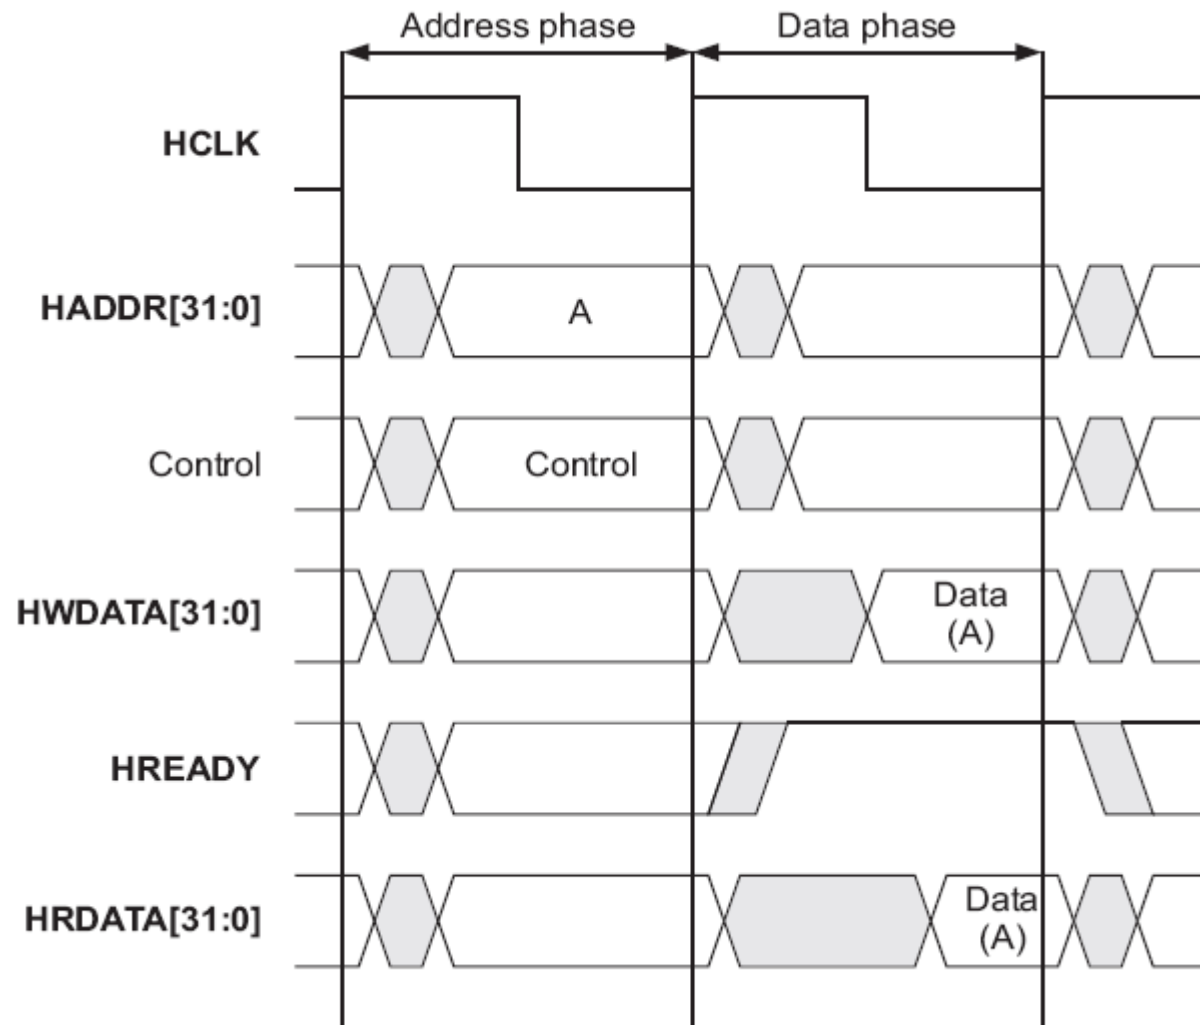 Address phase
Data phase
HCLK
HADDR[31:0]
A
Control
Control
HWDATA[31:0]
Data
(A)
HREADY
HRDATA[31:0]
Data
(A)